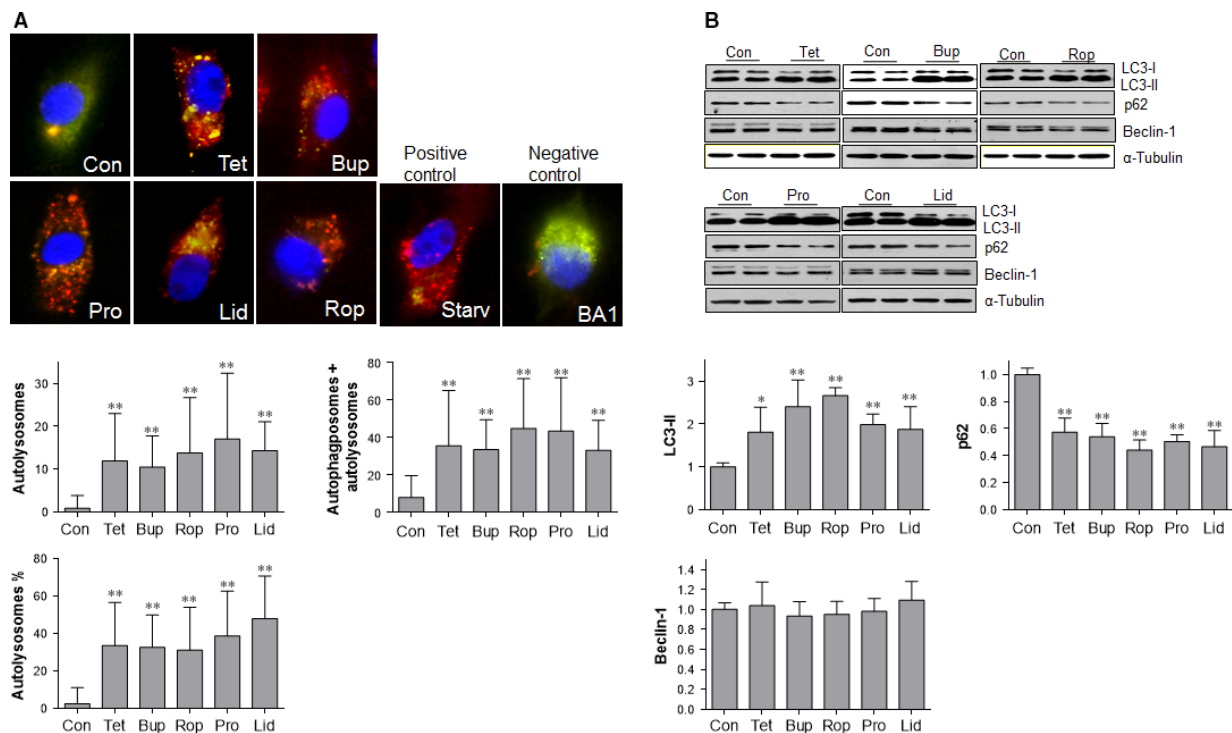 A
Con
Tet
Bup
Positive control
Negative control
Pro
Lid
Rop
Starv
BA1
Autolysosomes
30
20
10
0
Con Tet Bup Rop Pro Lid
** ** ** ** **
Autophagposomes + autolysosomes
80
60
40
20
0
Con Tet Bup Rop Pro Lid
** ** ** ** **
Autolysosomes %
80
60
40
20
0
Con Tet Bup Rop Pro Lid
** ** ** ** **
B
Con Tet Con Bup Con Rop
LC3-I
LC3-II
p62
Beclin-1
α-Tubulin
Con Pro Con Lid
LC3-I
LC3-II
p62
Beclin-1
α-Tubulin
LC3-II
3
2
1
0
Con Tet Bup Rop Pro Lid
* ** ** ** **
p62
1.0
0.8
0.6
0.4
0.2
0.0
Con Tet Bup Rop Pro Lid
** ** ** ** **
Beclin-1
1.4
1.2
1.0
0.8
0.6
0.4
0.2
0.0
Con Tet Bup Rop Pro Lid